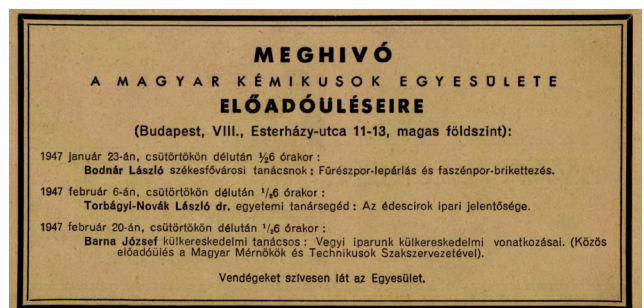 MEGHIVÓ
A MAGYAR KÉMIKUSOK EGYESÜLETE
ELŐADÓÜLÉSEIRE
(Budapest, VIII., Esterházy-utca 11-13, magas földszint):
1947 január 23-án, csütörtökön délután ½6 órakor :
Bodnár László székesfővárosi tanácsnok : Fűrészpor-lepárlás és faszénpor-brikettezés.
1947 február 6-án, csütörtökön délután ¹/₂6 órakor :
Torbágyi-Novák László dr. egyetemi tanársegéd : Az édescirok ipari jelentősége.
1947 február 20-án, csütörtökön délután ¹/₂6 órakor :
Barna József külkereskedelmi tanácsos : Vegyi iparunk külkereskedelmi vonatkozásai. (Közös
előadóülés a Magyar Mérnökök és Technikusok Szakszervezetével).
Vendégeket szívesen lát az Egyesület.